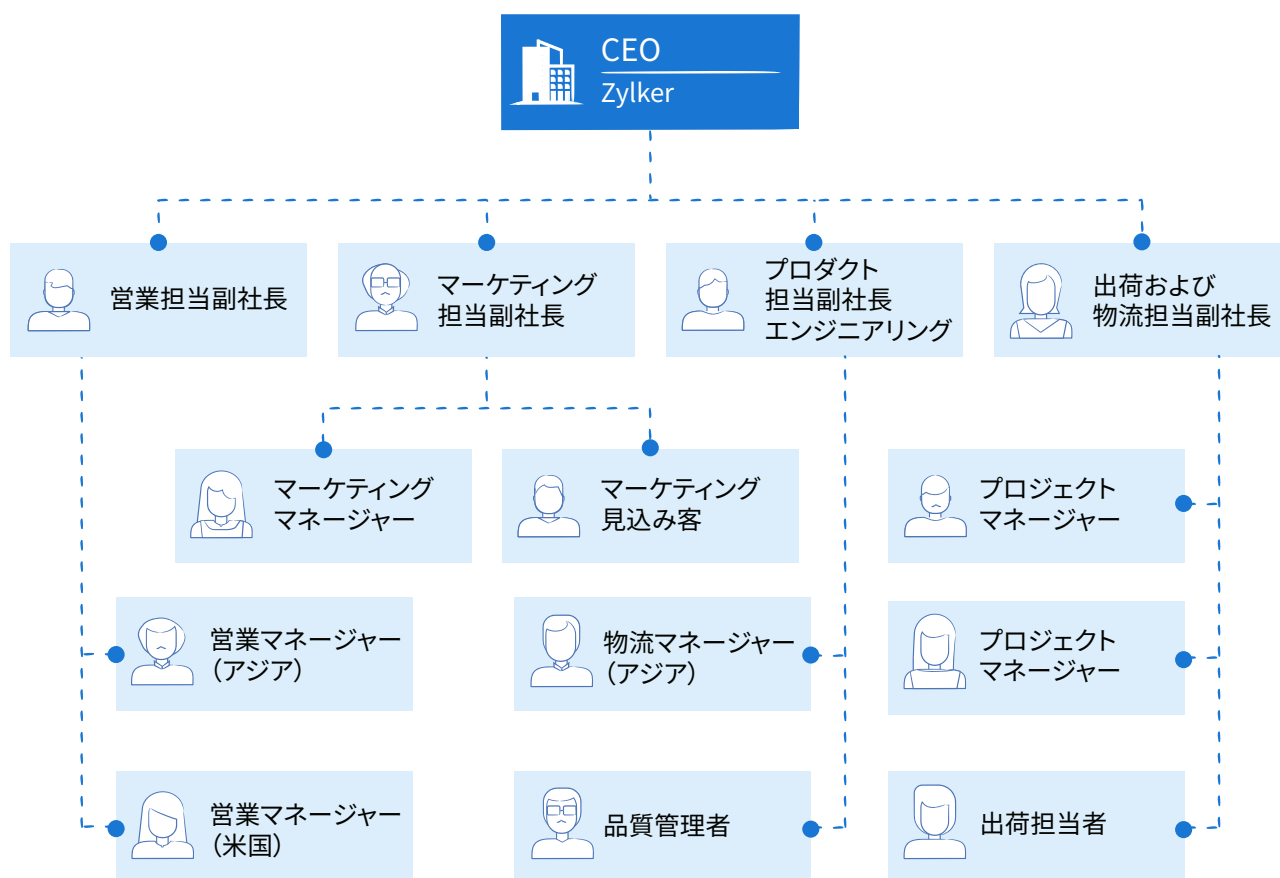 CEO
Zylker
営業担当副社長
マーケティング
担当副社長
プロダクト
担当副社長
エンジニアリング
出荷および
物流担当副社長
マーケティング
マネージャー
マーケティング
見込み客
プロジェクト
マネージャー
営業マネージャー
（アジア）
物流マネージャー
（アジア）
プロジェクト
マネージャー
営業マネージャー
（米国）
品質管理者
出荷担当者